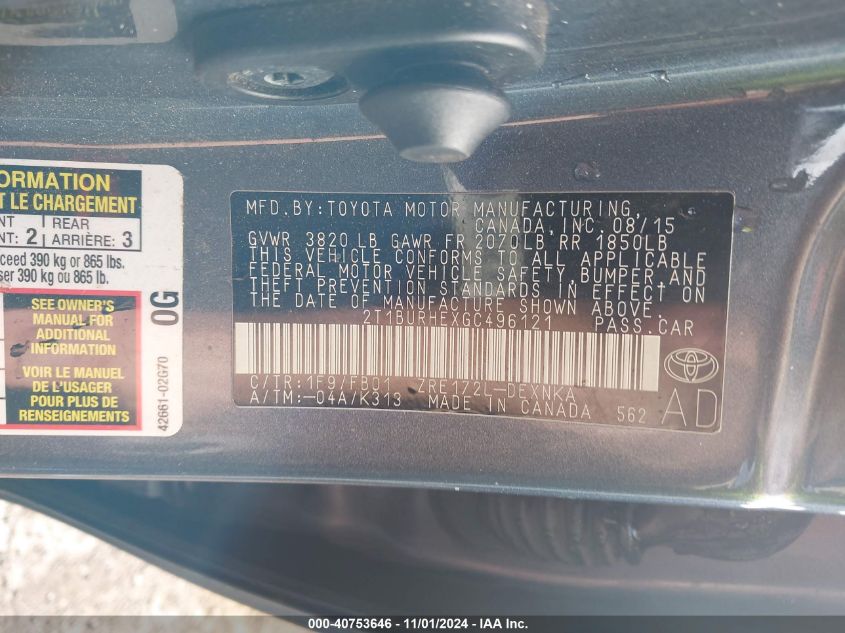 ORMATION
T LE CHARGEMENT
NT 2 REAR 3
NT: ARRIÈRE:
ceed 390 kg or 865 lbs.
ser 390 kg ou 865 lb.
SEE OWNER'S
MANUAL FOR
ADDITIONAL
INFORMATION
VOIR LE MANUEL
DE L'USAGER
POUR PLUS DE
RENSEIGNEMENTS
0G
42661-02G70
MFD.BY:TOYOTA MOTOR MANUFACTURING,
CANADA, INC. 08/15
GVWR 3820 LB GAWR FR 2070LB RR 1850LB
THIS VEHICLE CONFORMS TO ALL APPLICABLE
FEDERAL MOTOR VEHICLE SAFETY, BUMPER AND
THEFT PREVENTION STANDARDS IN EFFECT ON
THE DATE OF MANUFACTURE SHOWN ABOVE.
2T1BURHEXGC496121 PASS.CAR
C/TR:1F9/FB01 ZRE172L-DEXNKA
A/TM:-04A/K313 MADE IN CANADA 562
TOYOTA
AD
000-40753646 - 11/01/2024 - IAA Inc.